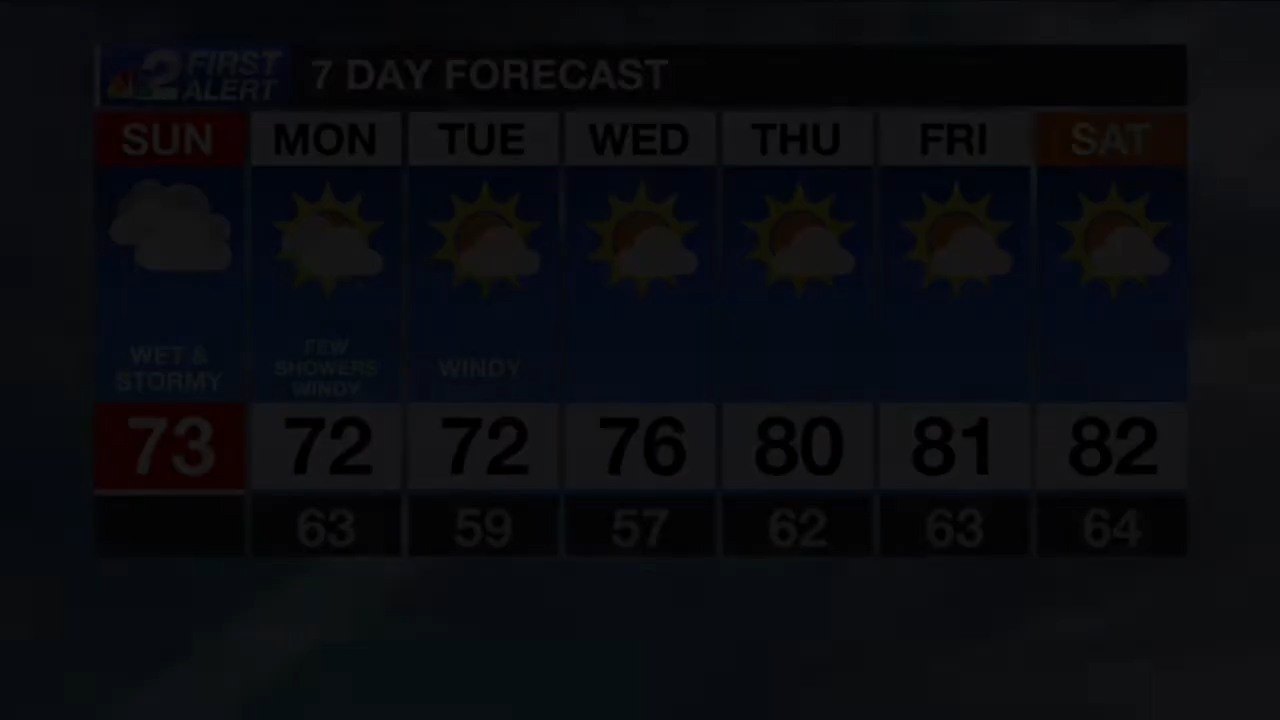 2 FIRST ALERT
7 DAY FORECAST
SUN MON TUE WED THU FRI SAT
WET & STORMY
FEW SHOWERS WINDY
WINDY
73 72 72 76 80 81 82
63 59 57 62 63 64